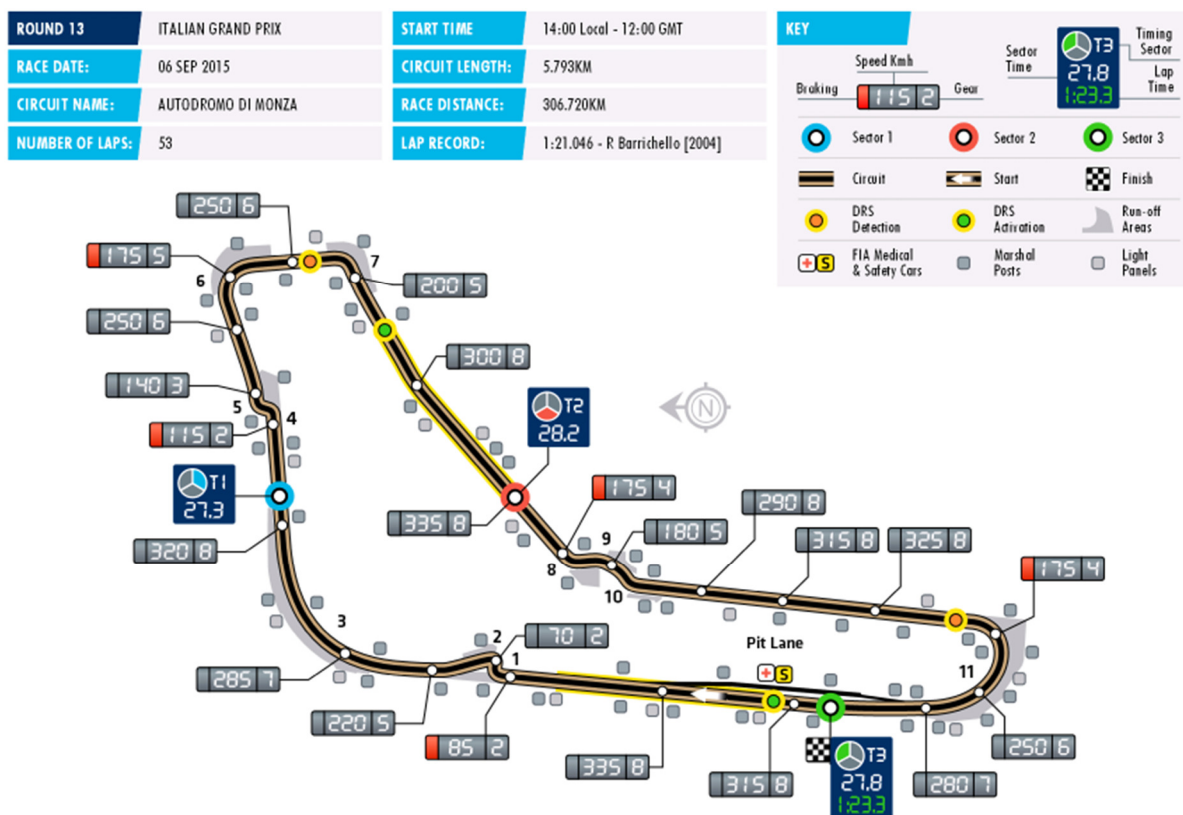 ROUND 13 ITALIAN GRAND PRIX
RACE DATE: 06 SEP 2015
CIRCUIT NAME: AUTODROMO DI MONZA
NUMBER OF LAPS: 53
START TIME 14:00 Local - 12:00 GMT
CIRCUIT LENGTH: 5.793KM
RACE DISTANCE: 306.720KM
LAP RECORD: 1:21.046 - R Barrichello [2004]
KEY
Speed Kmh
Braking 115 2 Gear
Sector Time
T3
27.8
1:23.3
Timing Sector
Lap Time
Sector 1 Sector 2 Sector 3
Circuit Start Finish
DRS Detection DRS Activation Run-off Areas
+ S FIA Medical & Safety Cars Marshal Posts Light Panels
250 6
175 5
6
7
200 5
250 6
300 8
140 3
5
4
115 2
T2
28.2
N
T1
27.3
335 8
175 4
320 8
8
9
180 5
10
290 8
315 8
325 8
175 4
3
2
70 2
1
Pit Lane
+ S
11
285 7
220 5
85 2
335 8
315 8
T3
27.8
1:23.3
280 7
250 6